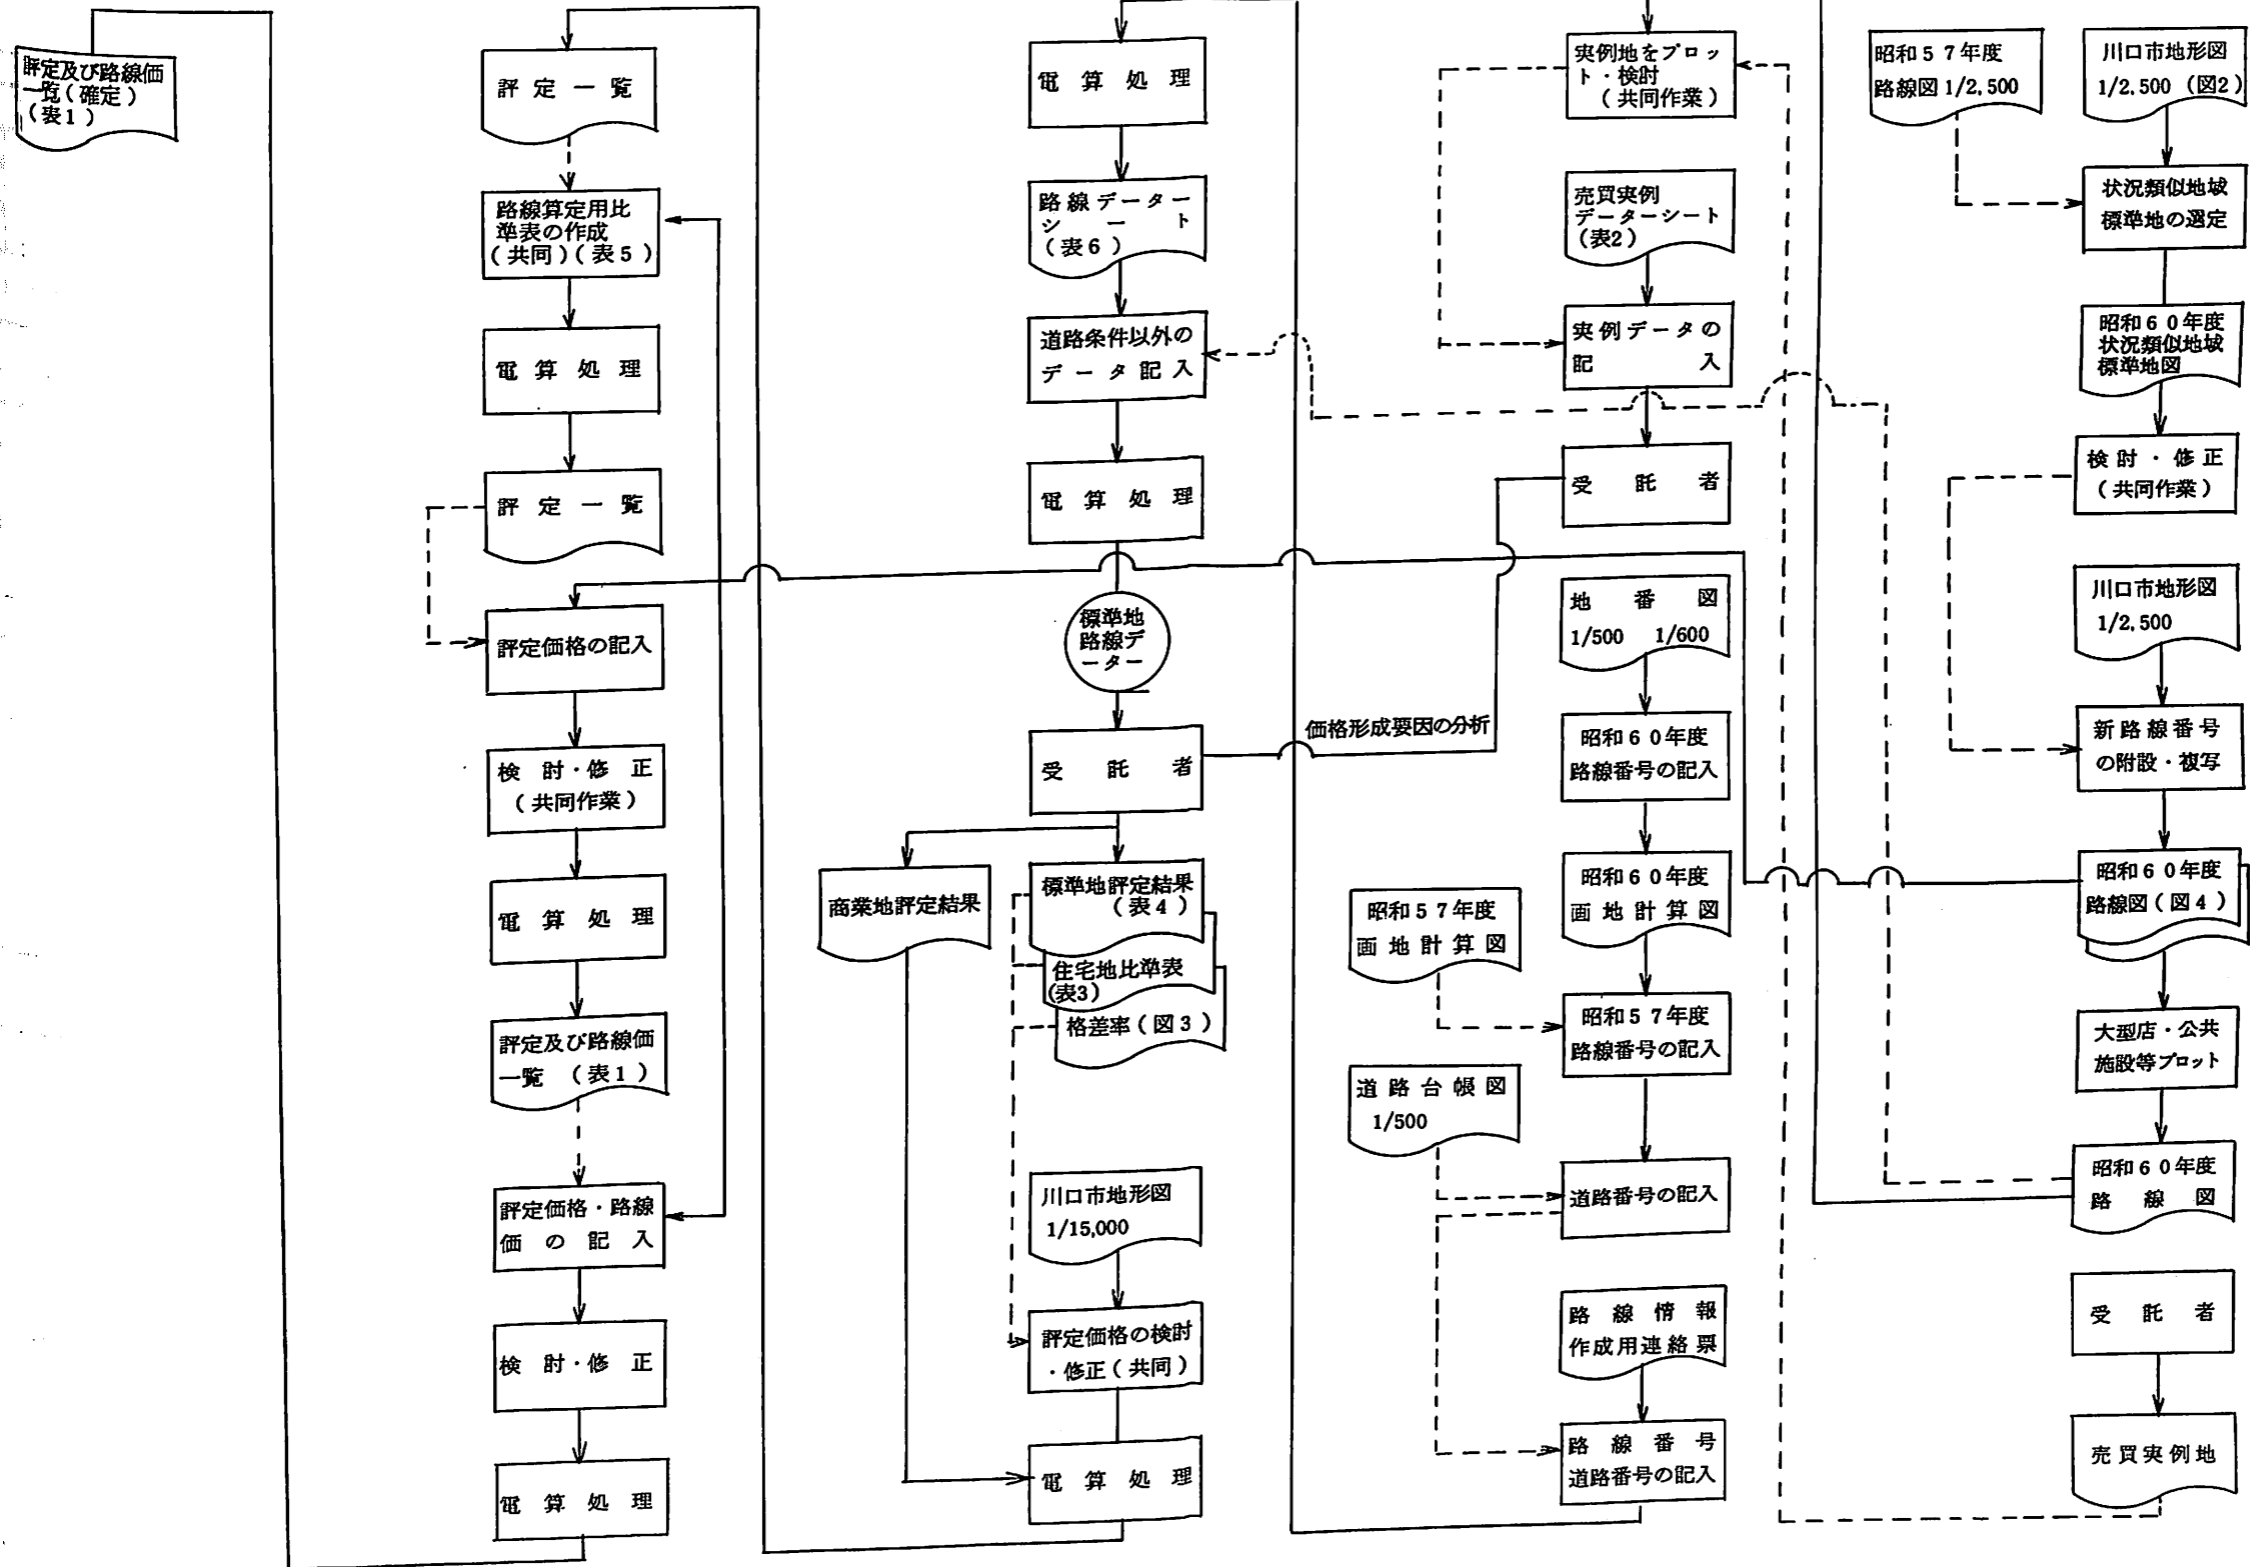 昭和57年度
路線図1/2,500
川口市地形図
1/2,500(図2)
状況類似地域
標準地の選定
昭和60年度
状況類似地域
標準地図
検討・修正
(共同作業)
川口市地形図
1/2,500
新路線番号
の附設・複写
昭和60年度
路線図(図4)
大型店・公共
施設等プロット
昭和60年度
路線図
受託者
売買実例地
実例地をプロッ
ト・検討
(共同作業)
売買実例
データーシート
(表2)
実例データの
記入
受託者
地番図
1/500 1/600
昭和60年度
路線番号の記入
昭和60年度
画地計算図
昭和57年度
画地計算図
昭和57年度
路線番号の記入
道路台帳図
1/500
道路番号の記入
路線情報
作成用連絡票
路線番号
道路番号の記入
電算処理
路線データー
シート
(表6)
道路条件以外の
データ記入
電算処理
標準地
路線デ
ーター
価格形成要因の分析
受託者
商業地評定結果
標準地評定結果
(表4)
住宅地比準表
(表3)
格差率(図3)
川口市地形図
1/15,000
評定価格の検討
・修正(共同)
電算処理
評定一覧
路線算定用比
準表の作成
(共同)(表5)
電算処理
評定一覧
評定価格の記入
検討・修正
(共同作業)
電算処理
評定及び路線価
一覧 (表1)
評定価格・路線
価の記入
検討・修正
電算処理
評定及び路線価
一覧(確定)
(表1)